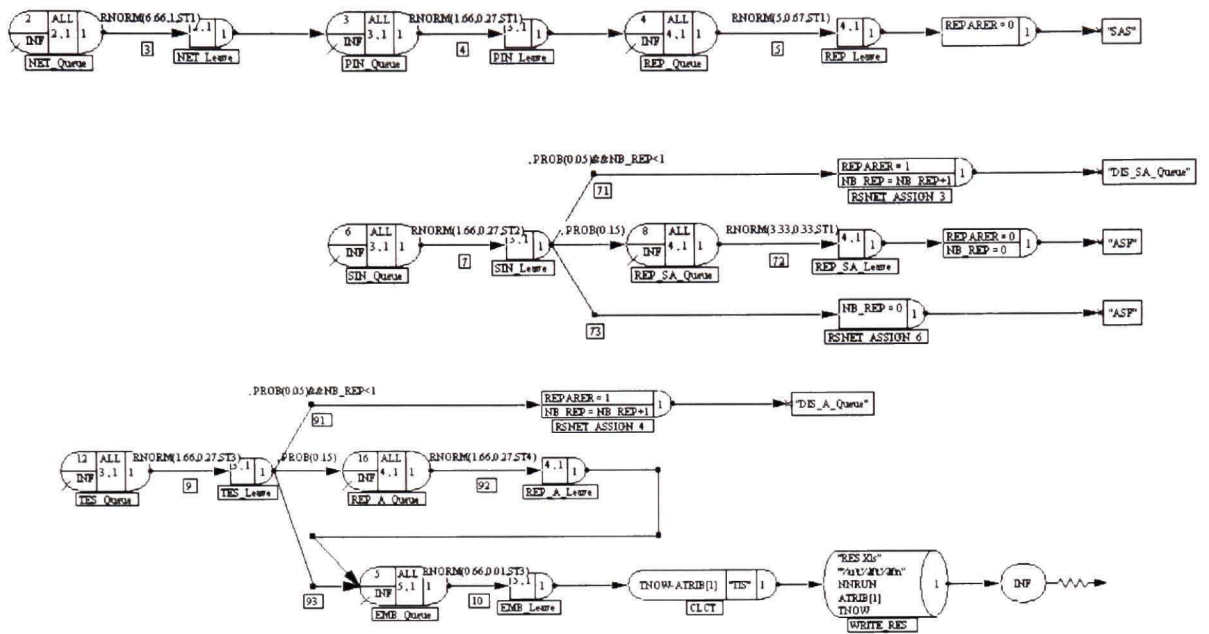 2 ALL RNORM(6.66,1,ST1) 3 ALL RNORM(1.66,0.27,ST1) 4 ALL RNORM(5,0.67,ST1)
INF 2,1 1 1 INF 3,1 1 1 INF 4,1 1 4,1 1 REPARER = 0 1 "SAS"
3 4 5
NET_Queue NET_Leave PIN_Queue PIN_Leave REP_Queue REP_Leave
,PROB(0.05)&&NB_REP<1
71 REPARER = 1 1 "DIS_SA_Queue"
NB_REP = NB_REP+1
RSNET_ASSIGN 3
6 ALL RNORM(1.66,0.27,ST2) ,PROB(0.15) 8 ALL RNORM(3.33,0.33,ST1)
INF 3,1 1 1 INF 4,1 1 4,1 1 REPARER = 0 1 "ASF"
NB_REP = 0
7 72
SIN_Queue SIN_Leave REP_SA_Queue REP_SA_Leave
73 NB_REP = 0 1 "ASF"
RSNET_ASSIGN 6
,PROB(0.05)&&NB_REP<1
91 REPARER = 1 1 "DIS_A_Queue"
NB_REP = NB_REP+1
RSNET_ASSIGN 4
12 ALL RNORM(1.66,0.27,ST3) PROB(0.15) 16 ALL RNORM(1.66,0.27,ST4)
INF 3,1 1 1 INF 4,1 1 4,1 1
9 92
TES_Queue TES_Leave REP_A_Queue REP_A_Leave
5 ALL RNORM(0.66,0.01,ST3)
INF 5,1 1 1 TNOW-ATRIB[1] "TIS" 1
93 10
EMB_Queue EMB_Leave CLCT
"RES.Xls"
NNRUN 1 INF
ATRIB[1]
TNOW
WRITE_RES